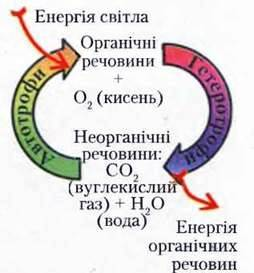 Енергія світла
Органічні
речовини
+
O₂ (кисень)
Автотрофи
Гетеротрофи
Неорганічні
речовини:
CO₂
(вуглекислий
газ) + H₂O
(вода)
Енергія
органічних
речовин